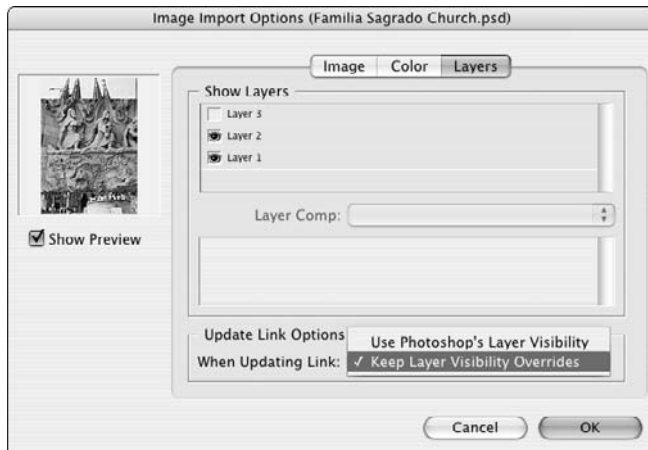 Image Import Options (Familia Sagrado Church.psd)
Image Color Layers
Show Layers
Layer 3
Layer 2
Layer 1
Layer Comp:
Show Preview
Update Link Options
Use Photoshop's Layer Visibility
When Updating Link: ✓ Keep Layer Visibility Overrides
Cancel OK